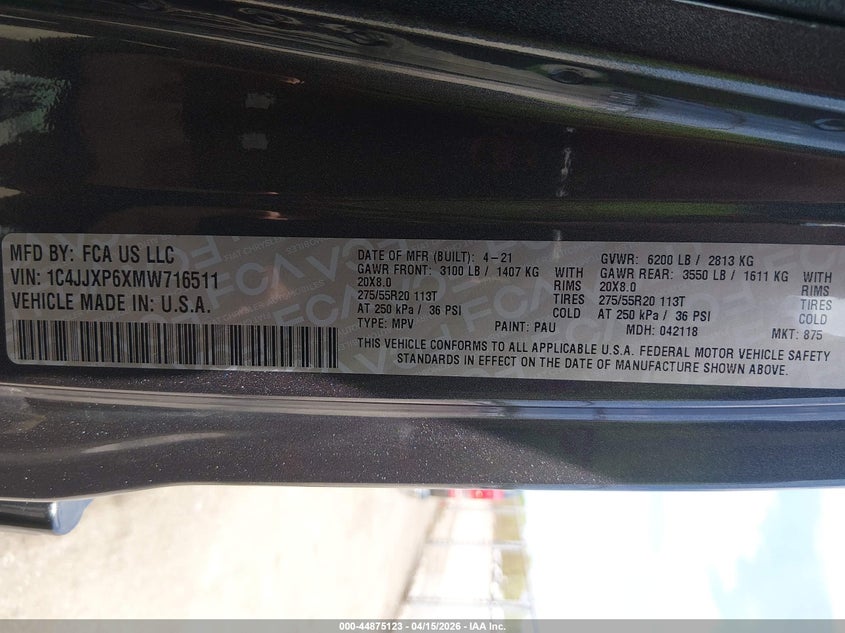 MFD BY: FCA US LLC
VIN: 1C4JJXP6XMW716511
VEHICLE MADE IN: U.S.A.
DATE OF MFR (BUILT): 4-21
GAWR FRONT: 3100 LB / 1407 KG WITH
20X8.0 RIMS
275/55R20 113T TIRES
AT 250 kPa / 36 PSI COLD
TYPE: MPV PAINT: PAU
GVWR: 6200 LB / 2813 KG
GAWR REAR: 3550 LB / 1611 KG WITH
20X8.0 RIMS
275/55R20 113T TIRES
AT 250 kPa / 36 PSI COLD
MDH: 042118 MKT: 875
THIS VEHICLE CONFORMS TO ALL APPLICABLE U.S.A. FEDERAL MOTOR VEHICLE SAFETY
STANDARDS IN EFFECT ON THE DATE OF MANUFACTURE SHOWN ABOVE.
000-44875123 - 04/15/2026 - IAA Inc.